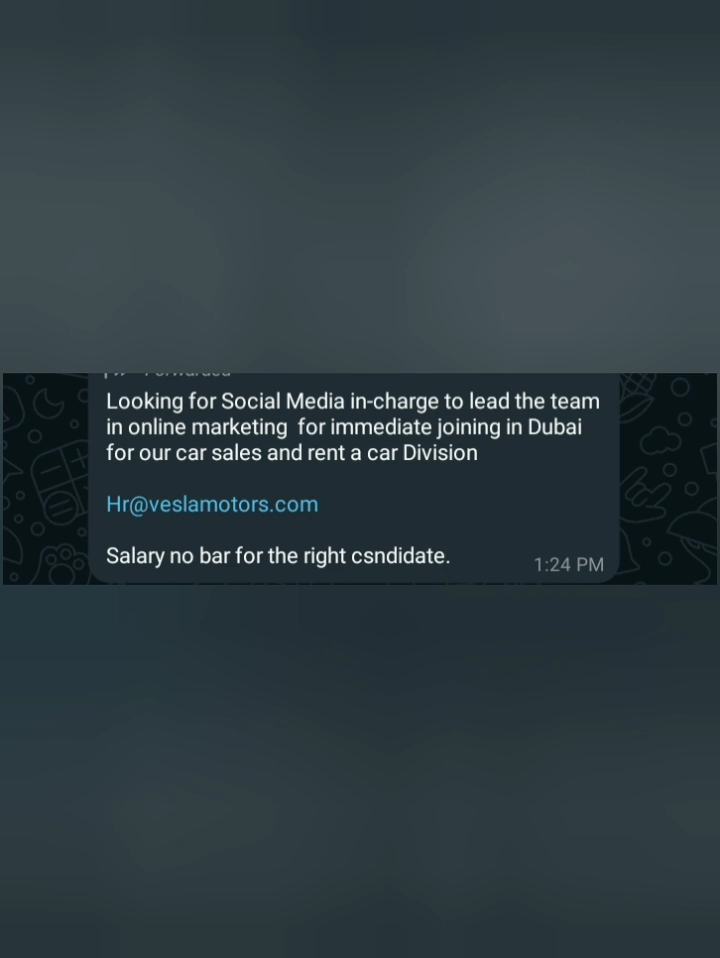 Forwarded
Looking for Social Media in-charge to lead the team
in online marketing  for immediate joining in Dubai
for our car sales and rent a car Division
Hr@veslamotors.com
Salary no bar for the right csndidate.
1:24 PM